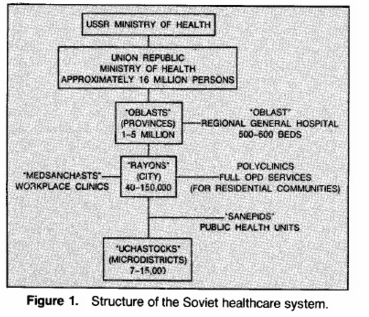 USSR MINISTRY OF HEALTH
UNION REPUBLIC
MINISTRY OF HEALTH
APPROXIMATELY 16 MILLION PERSONS
"OBLASTS"
(PROVINCES)
1-5 MILLION
"OBLAST"
REGIONAL GENERAL HOSPITAL
500-600 BEDS
"MEDSANCHASTS"
WORKPLACE CLINICS
"RAYONS"
(CITY)
40-150,000
POLYCLINICS
FULL OPD SERVICES
(FOR RESIDENTIAL COMMUNITIES)
"SANEPIDS"
PUBLIC HEALTH UNITS
"UCHASTOCKS"
(MICRODISTRICTS)
7-15,000
Figure 1. Structure of the Soviet healthcare system.